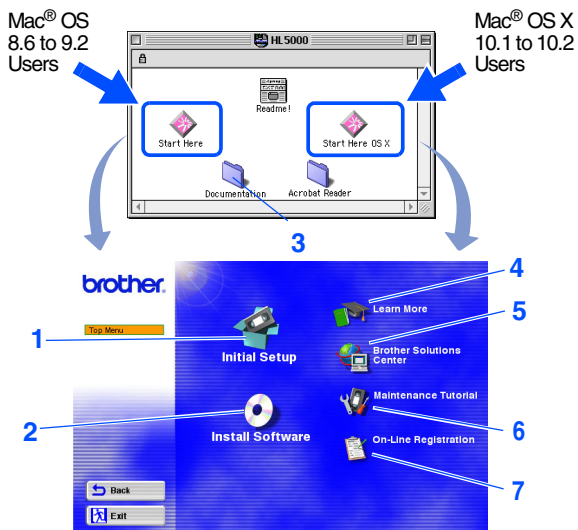 Mac® OS
8.6 to 9.2
Users
Mac® OS X
10.1 to 10.2
Users
HL5000
Readme!
Start Here
Start Here OS X
Documentation
Acrobat Reader
3
brother.
Top Menu
1
Initial Setup
2
Install Software
4
Learn More
5
Brother Solutions
Center
Maintenance Tutorial
6
On-Line Registration
7
Back
Exit